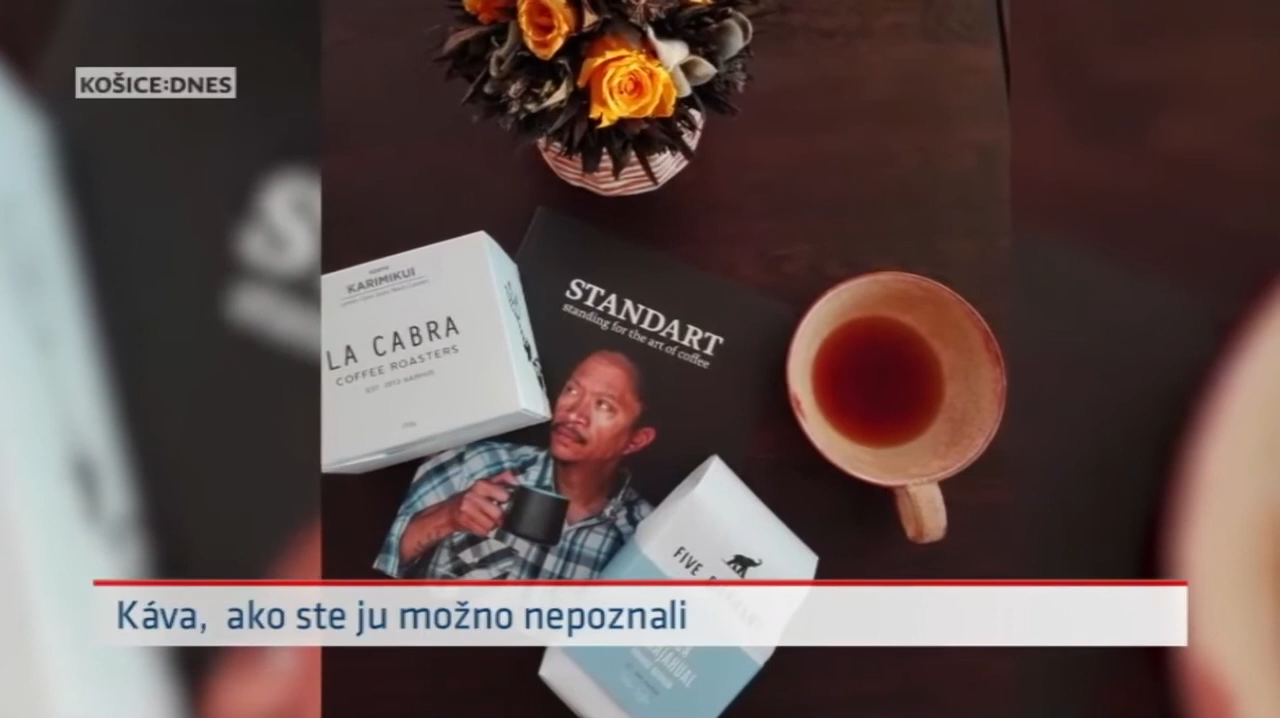 KOŠICE:DNES
KARIMIKUI
LA CABRA
COFFEE ROASTERS
STANDART
standing for the art of coffee
FIVE
Káva, ako ste ju možno nepoznali